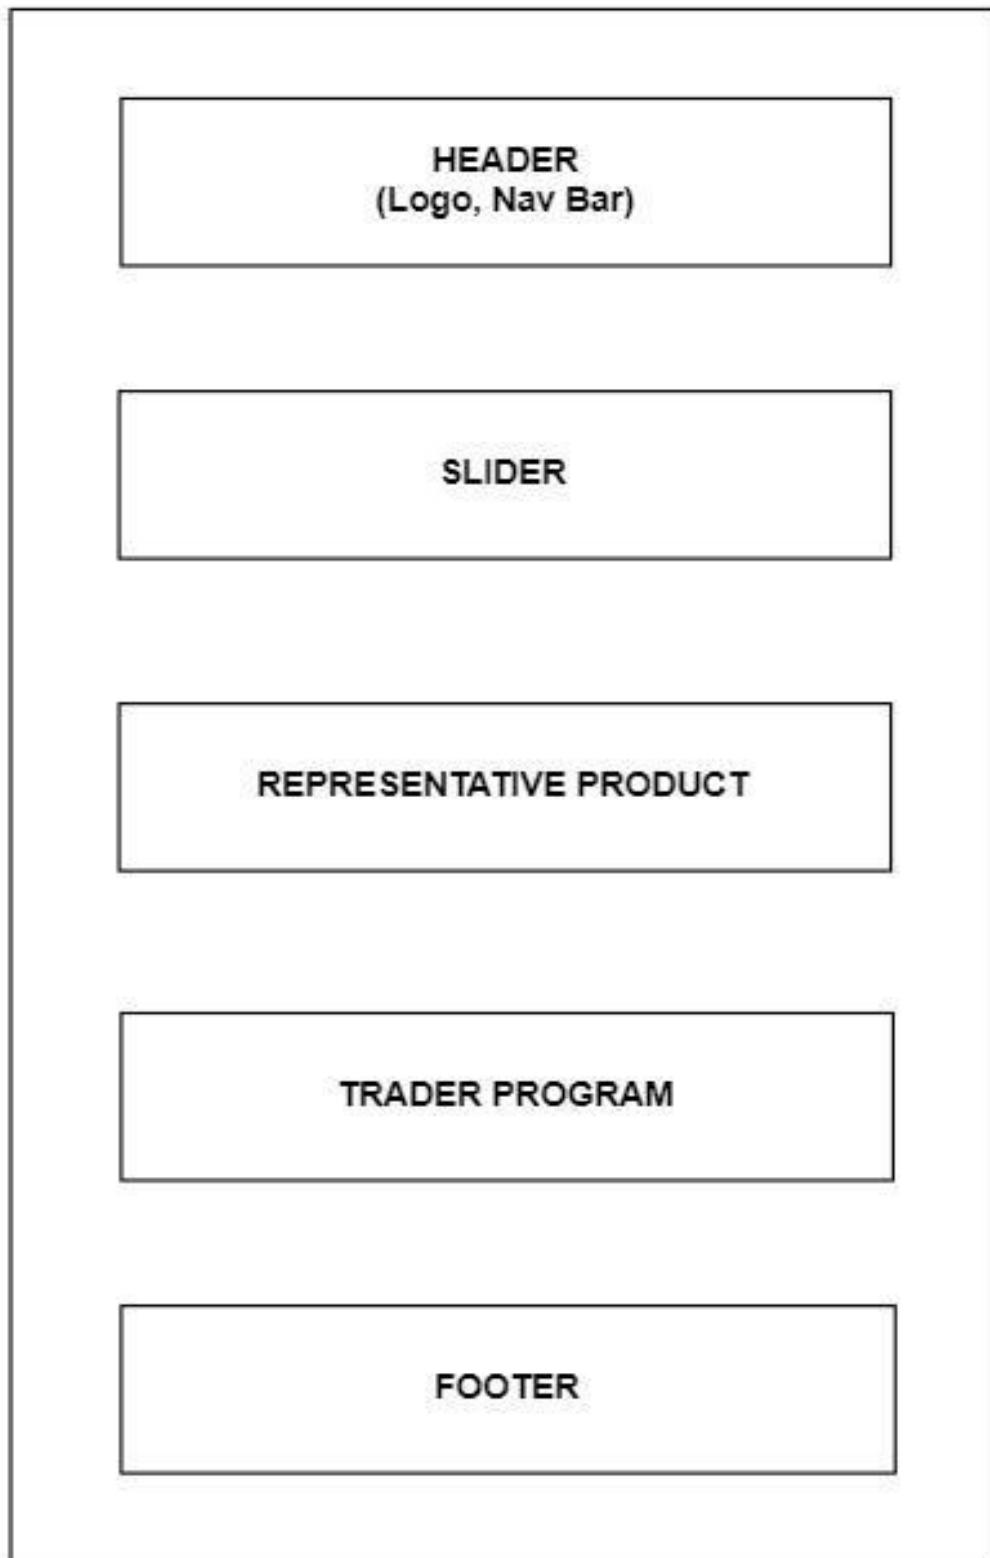 HEADER
(Logo, Nav Bar)
SLIDER
REPRESENTATIVE PRODUCT
TRADER PROGRAM
FOOTER